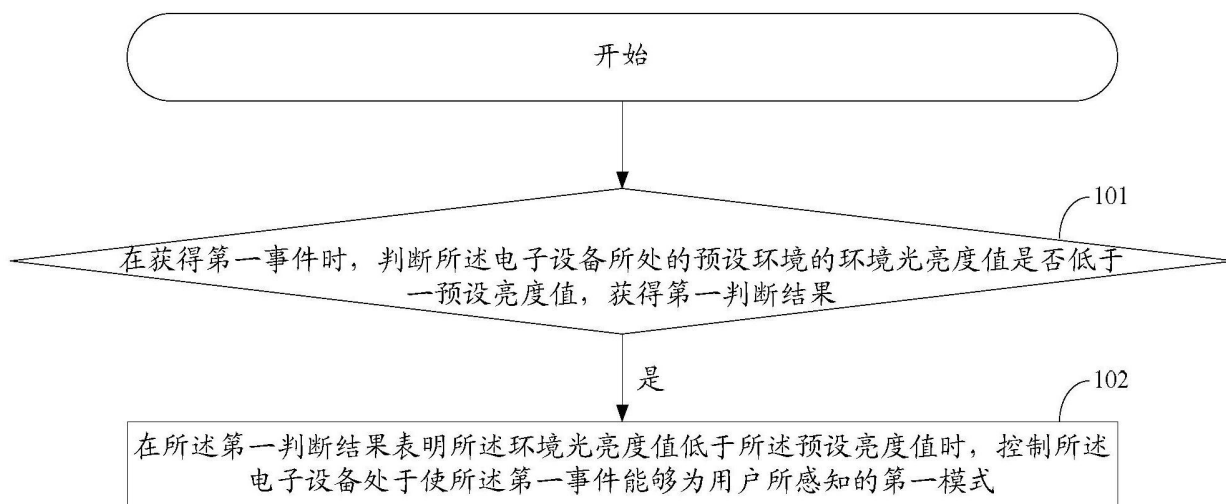 开始
101
在获得第一事件时，判断所述电子设备所处的预设环境的环境光亮度值是否低于
一预设亮度值，获得第一判断结果
是
102
在所述第一判断结果表明所述环境光亮度值低于所述预设亮度值时，控制所述
电子设备处于使所述第一事件能够为用户所感知的第一模式